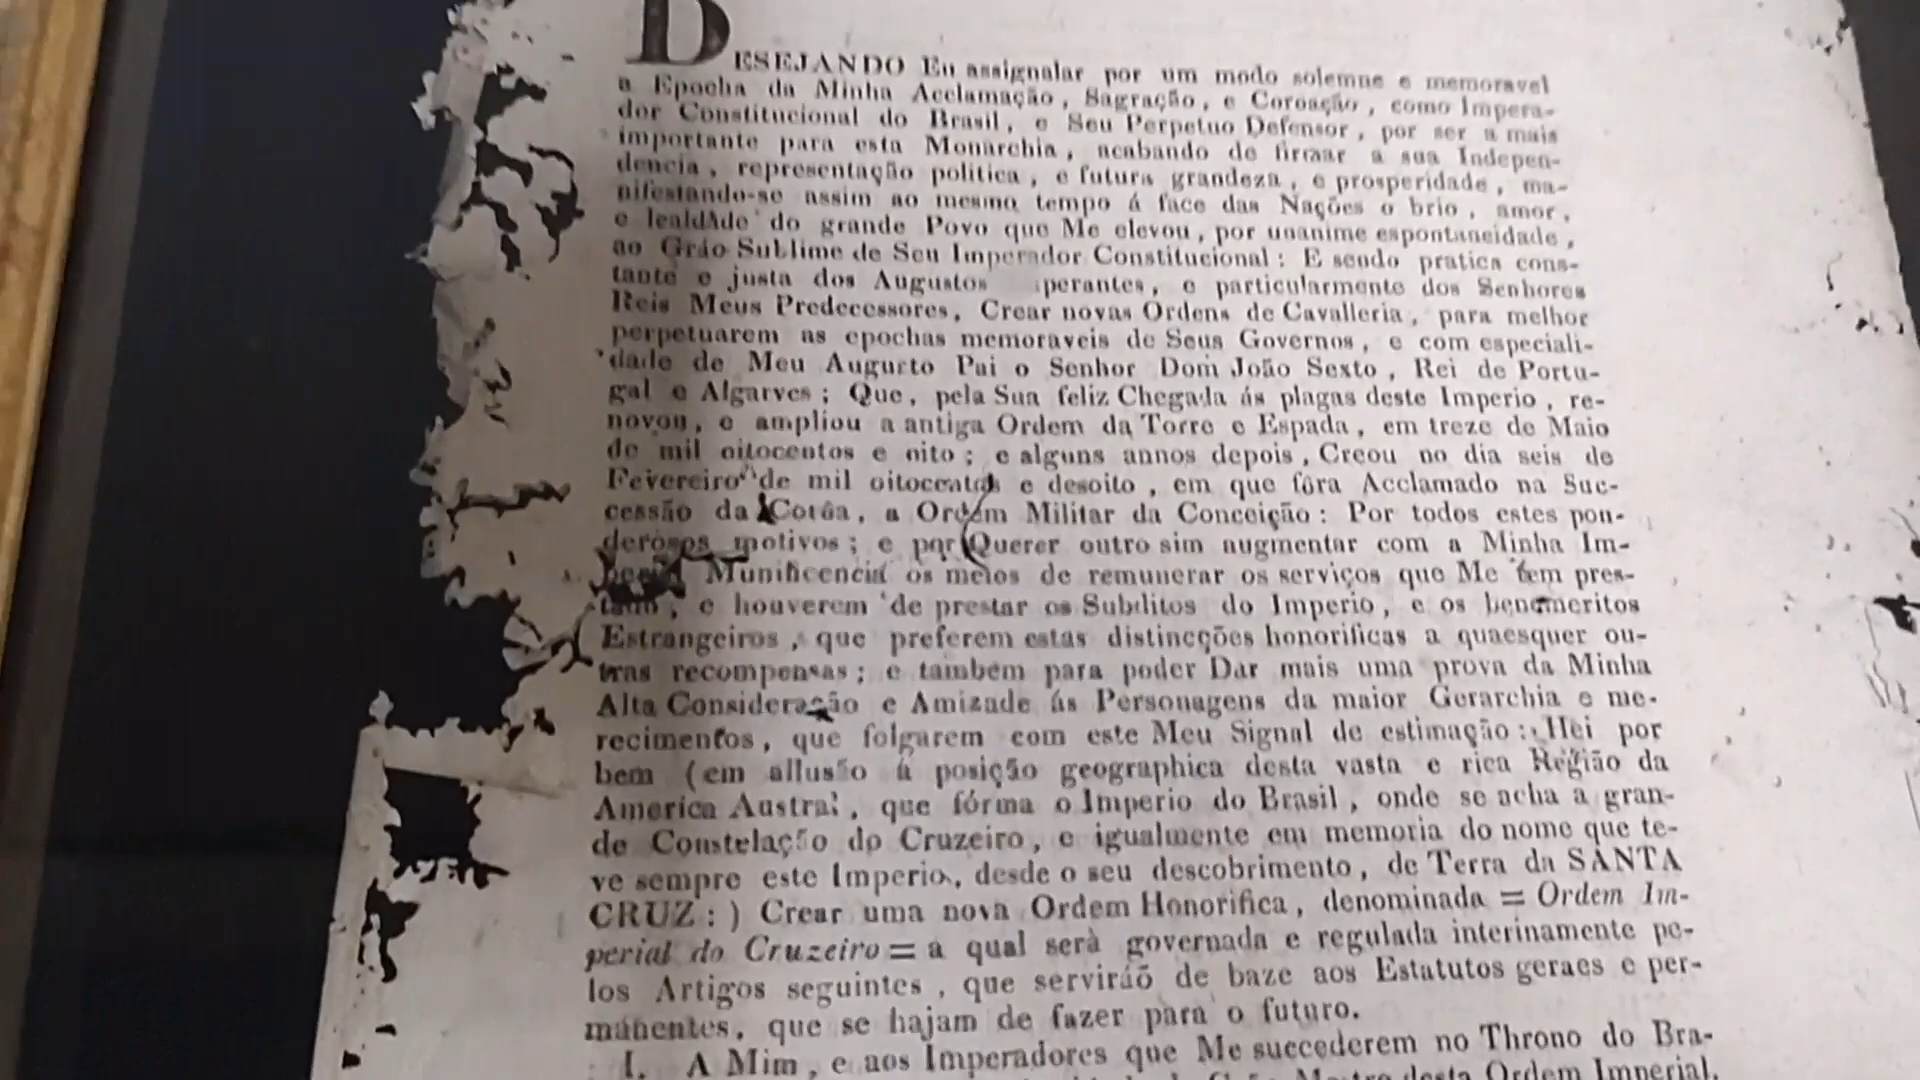 DESEJANDO Eu assignalar por um modo solemne e memoravel
a Epocha da Minha Acclamação, Sagração, e Coroação, como Impera-
dor Constitucional do Brasil, e Seu Perpetuo Defensor, por ser a mais
importante para esta Monarchia, acabando de firmar a sua Indepen-
dencia, representação politica, e futura grandeza, e prosperidade, ma-
nifestando-se assim ao mesmo tempo á face das Nações o brio, amor,
e lealdade do grande Povo que Me elevou, por unanime espontaneidade,
ao Gráo Sublime de Seu Imperador Constitucional: E sendo pratica cons-
tante e justa dos Augustos perantes, e particularmente dos Senhores
Reis Meus Predecessores, Crear novas Ordens de Cavalleria, para melhor
perpetuarem as epochas memoraveis de Seus Governos, e com especiali-
dade de Meu Augusto Pai o Senhor Dom João Sexto, Rei de Portu-
gal e Algarves; Que, pela Sua feliz Chegada ás plagas deste Imperio, re-
novou, e ampliou a antiga Ordem da Torre e Espada, em treze de Maio
de mil oitocentos e oito; e alguns annos depois, Creou no dia seis de
Fevereiro de mil oitocentos e desoito, em que fôra Acclamado na Suc-
cessão da Corôa, a Ordem Militar da Conceição: Por todos estes pon-
derosos motivos; e por Querer outro sim augmentar com a Minha Im-
Munificencia os meios de remunerar os serviços que Me tem pres-
tado, e houverem de prestar os Subditos do Imperio, e os benemeritos
Estrangeiros, que preferem estas distincções honorificas a quaesquer ou-
tras recompensas; e tambem para poder Dar mais uma prova da Minha
Alta Consideração e Amizade ás Personagens da maior Gerarchia e me-
recimentos, que folgarem com este Meu Signal de estimação: Hei por
bem (em allusão á posição geographica desta vasta e rica Região da
America Austral, que fórma o Imperio do Brasil, onde se acha a gran-
de Constelação do Cruzeiro, e igualmente em memoria do nome que te-
ve sempre este Imperio, desde o seu descobrimento, de Terra da SANTA
CRUZ:) Crear uma nova Ordem Honorifica, denominada = Ordem Im-
perial do Cruzeiro = a qual será governada e regulada interinamente pe-
los Artigos seguintes, que serviráõ de baze aos Estatutos geraes e per-
manentes, que se hajam de fazer para o futuro.
I. A Mim, e aos Imperadores que Me succederem no Throno do Bra-
desta Ordem Imperial.